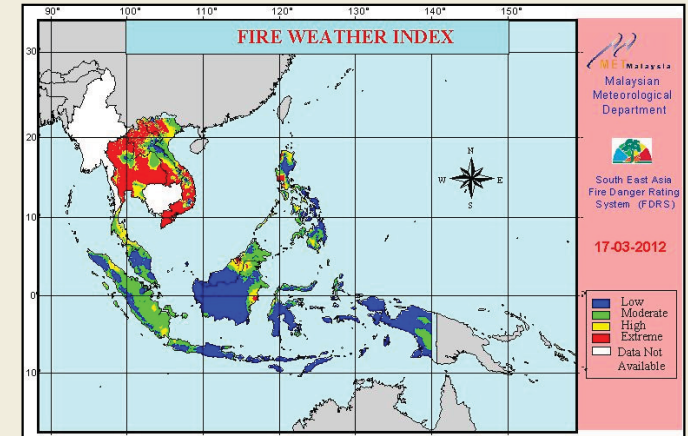 90° 100° 110° 120° 130° 140° 150°
FIRE WEATHER INDEX
30°
20°
10°
0°
10°
N
W E
S
MET Malaysia
Malaysian
Meteorological
Department
South East Asia
Fire Danger Rating
System (FDRS)
17-03-2012
Low
Moderate
High
Extreme
Data Not
Available